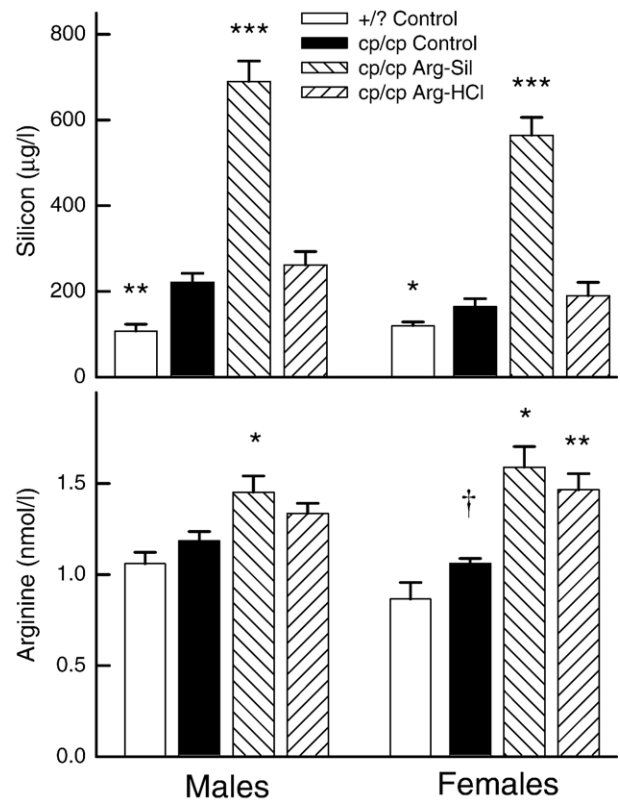 +/? Control
cp/cp Control
cp/cp Arg-Sil
cp/cp Arg-HCl
Silicon (µg/l)
800
600
400
200
0
**
***
*
***
Arginine (nmol/l)
1.5
1.0
0.5
0.0
*
†
*
**
Males
Females